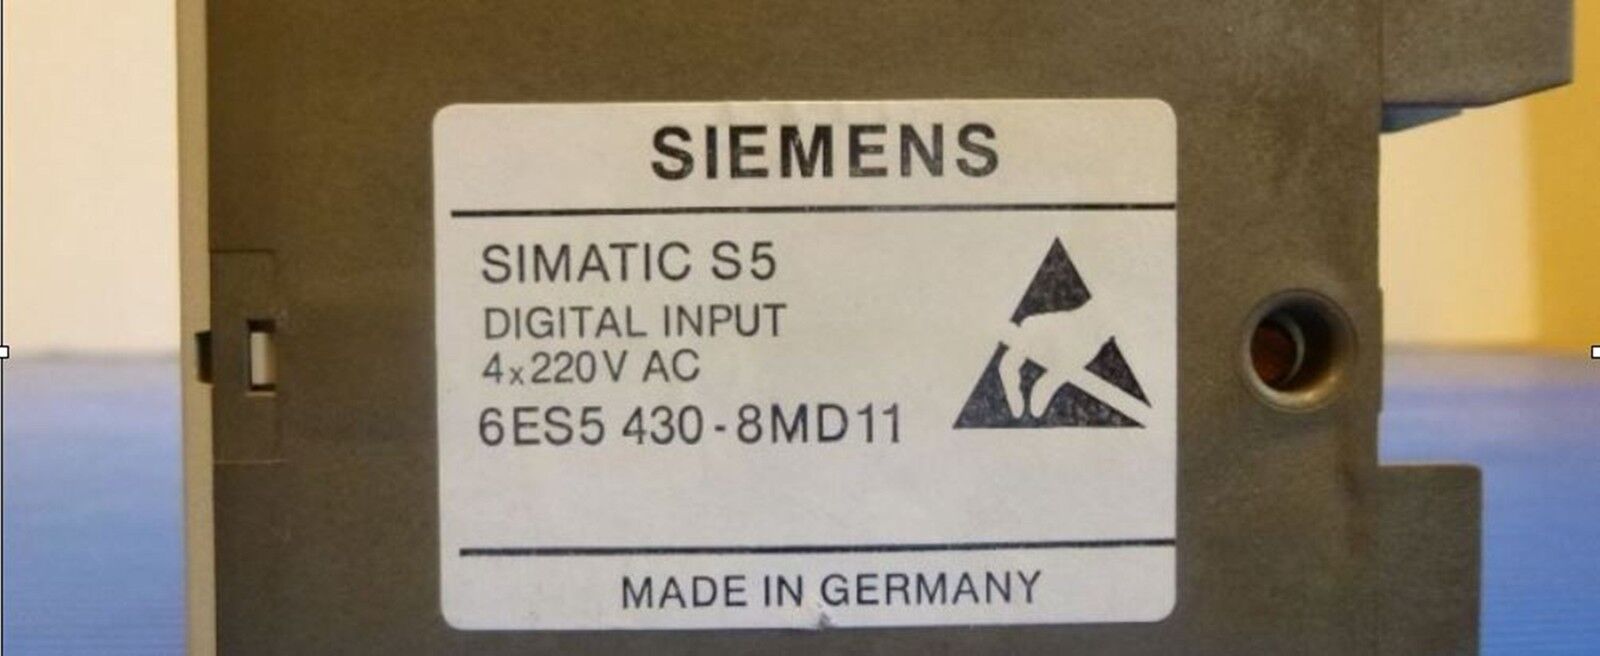 SIEMENS
SIMATIC S5
DIGITAL INPUT
4x220V AC
6ES5 430-8MD11
MADE IN GERMANY